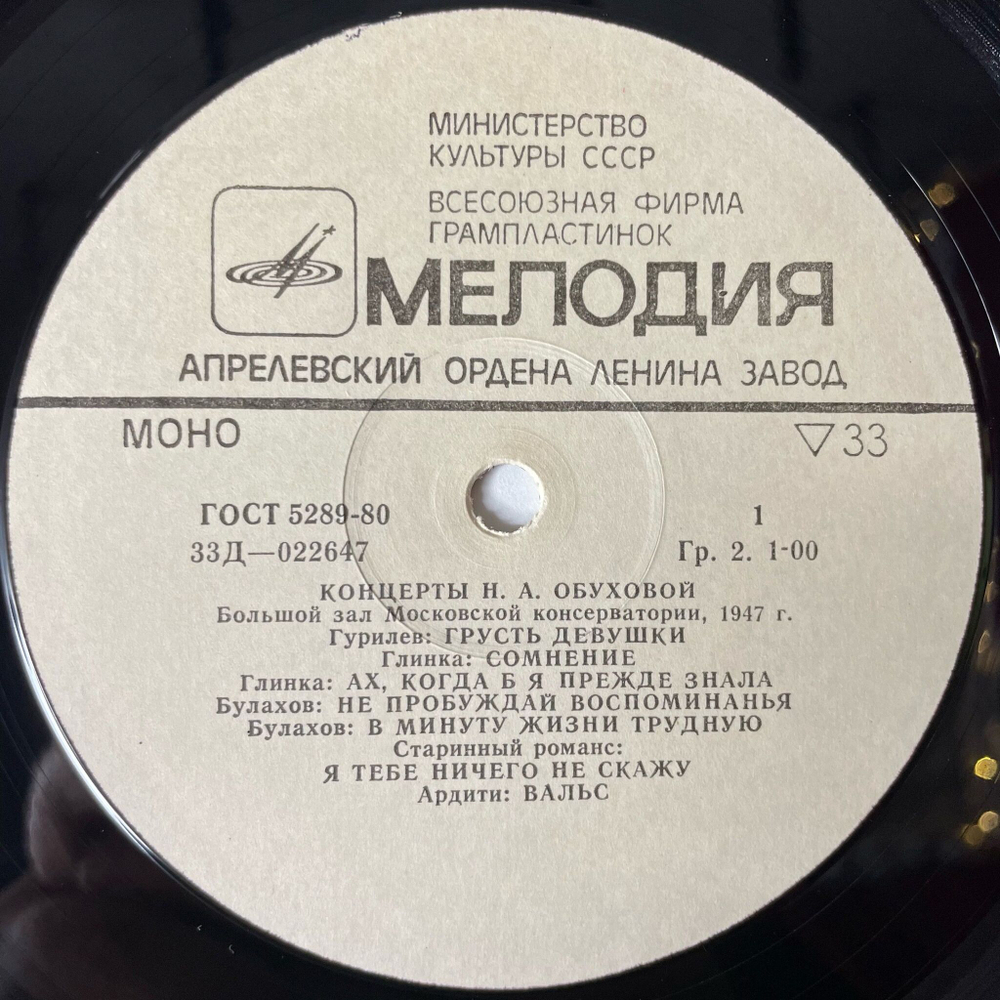 МИНИСТЕРСТВО
КУЛЬТУРЫ СССР
ВСЕСОЮЗНАЯ ФИРМА
ГРАМПЛАСТИНОК
МЕЛОДИЯ
АПРЕЛЕВСКИЙ ОРДЕНА ЛЕНИНА ЗАВОД
МОНО ▽33
ГОСТ 5289-80 1
33Д—022647 Гр. 2. 1-00
КОНЦЕРТЫ Н. А. ОБУХОВОЙ
Большой зал Московской консерватории, 1947 г.
Гурилев: ГРУСТЬ ДЕВУШКИ
Глинка: СОМНЕНИЕ
Глинка: АХ, КОГДА Б Я ПРЕЖДЕ ЗНАЛА
Булахов: НЕ ПРОБУЖДАЙ ВОСПОМИНАНЬЯ
Булахов: В МИНУТУ ЖИЗНИ ТРУДНУЮ
Старинный романс:
Я ТЕБЕ НИЧЕГО НЕ СКАЖУ
Ардити: ВАЛЬС